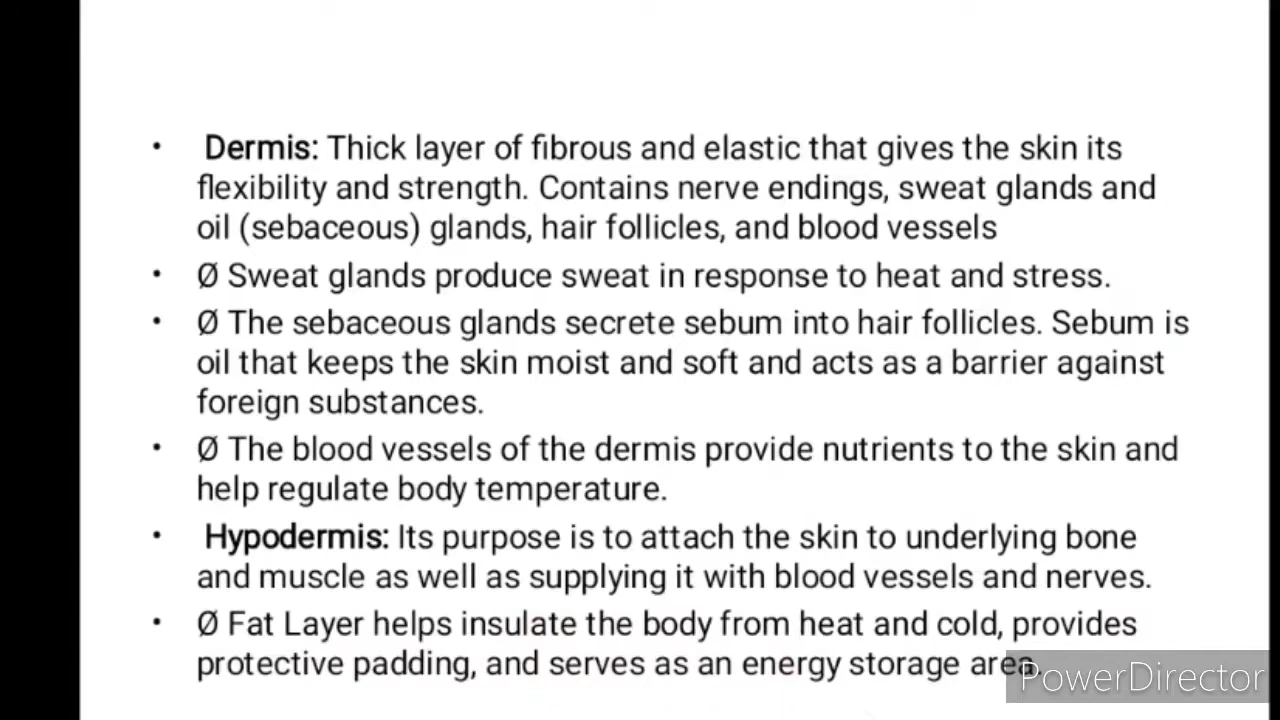 • Dermis: Thick layer of fibrous and elastic that gives the skin its
flexibility and strength. Contains nerve endings, sweat glands and
oil (sebaceous) glands, hair follicles, and blood vessels
• Ø Sweat glands produce sweat in response to heat and stress.
• Ø The sebaceous glands secrete sebum into hair follicles. Sebum is
oil that keeps the skin moist and soft and acts as a barrier against
foreign substances.
• Ø The blood vessels of the dermis provide nutrients to the skin and
help regulate body temperature.
• Hypodermis: Its purpose is to attach the skin to underlying bone
and muscle as well as supplying it with blood vessels and nerves.
• Ø Fat Layer helps insulate the body from heat and cold, provides
protective padding, and serves as an energy storage area.
PowerDirector